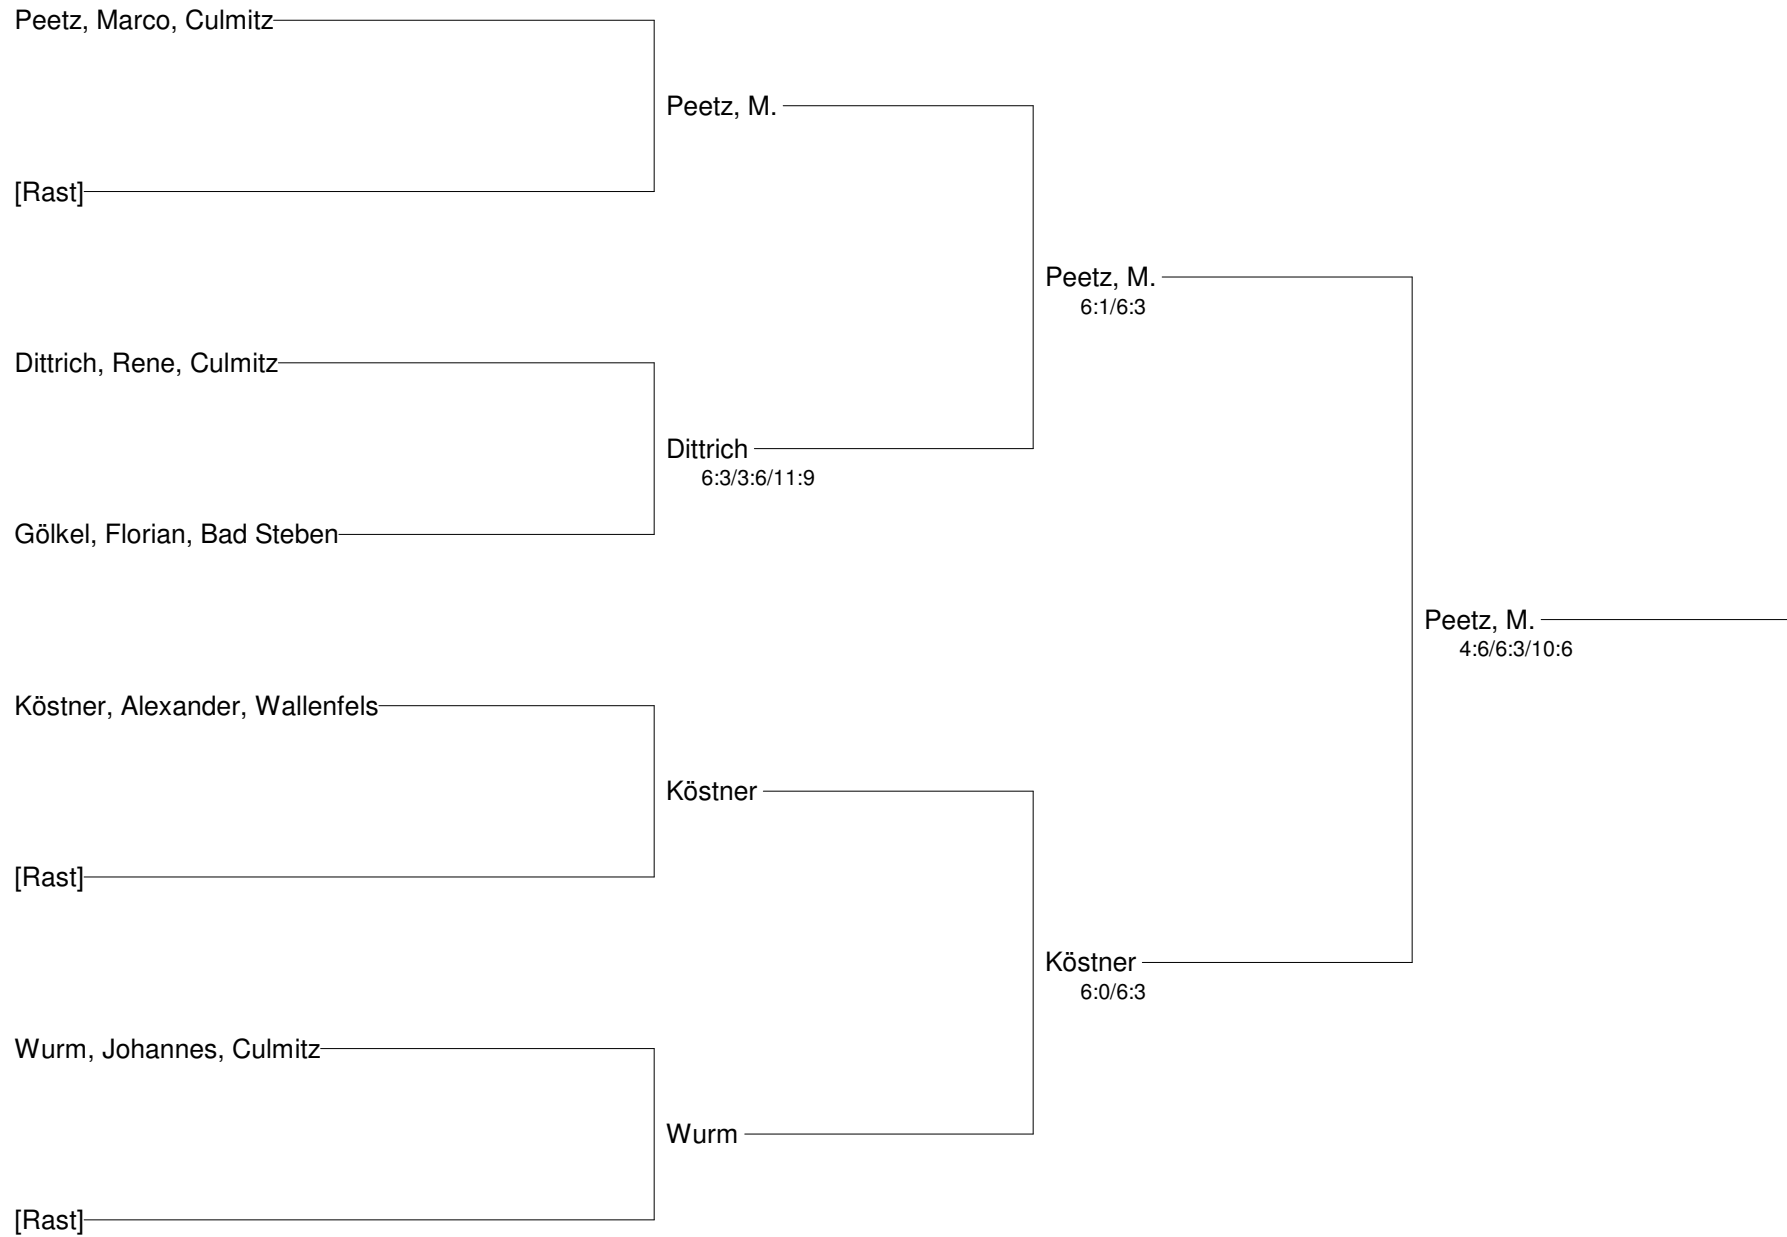 Peetz, Marco, Culmitz
Peetz, M.
[Rast]
Peetz, M.
6:1/6:3
Dittrich, Rene, Culmitz
Dittrich
6:3/3:6/11:9
Gölkel, Florian, Bad Steben
Peetz, M.
4:6/6:3/10:6
Köstner, Alexander, Wallenfels
Köstner
[Rast]
Köstner
6:0/6:3
Wurm, Johannes, Culmitz
Wurm
[Rast]